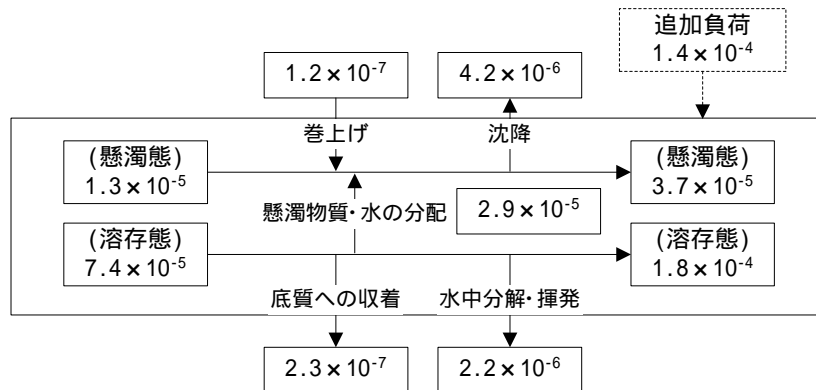 追加負荷
1.4×10⁻⁴
1.2×10⁻⁷
4.2×10⁻⁶
巻上げ
沈降
(懸濁態)
1.3×10⁻⁵
(懸濁態)
3.7×10⁻⁵
懸濁物質・水の分配
2.9×10⁻⁵
(溶存態)
7.4×10⁻⁵
(溶存態)
1.8×10⁻⁴
底質への収着
水中分解・揮発
2.3×10⁻⁷
2.2×10⁻⁶